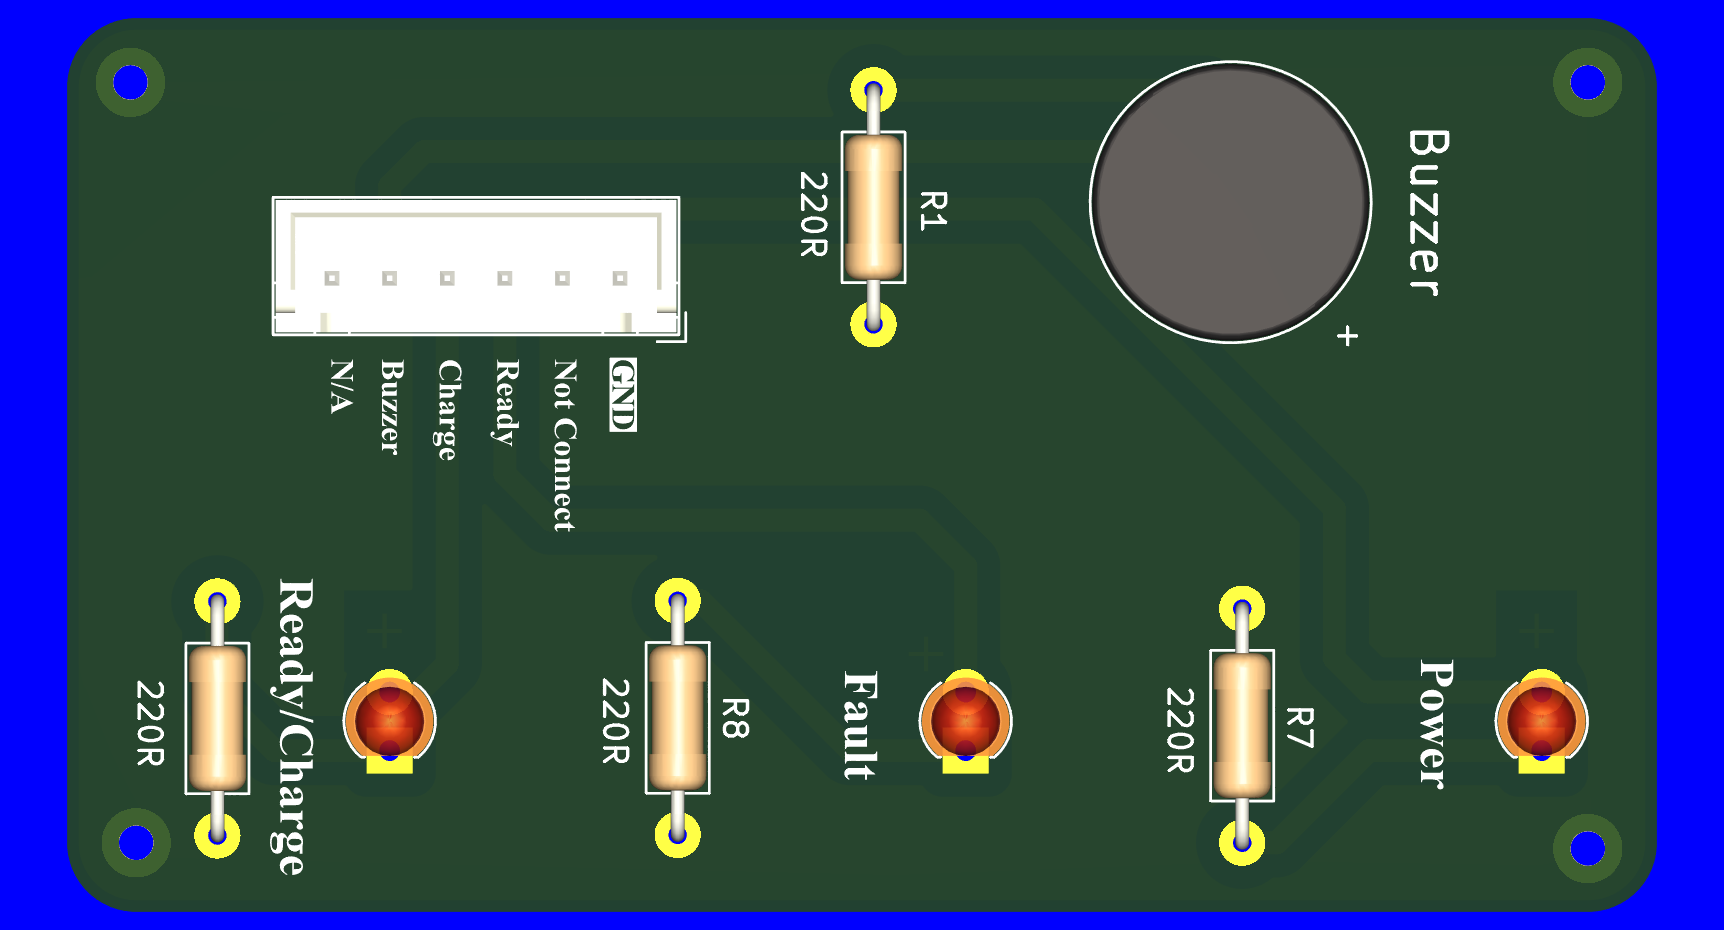 Buzzer
+
R1
220R
GND
Not Connect
Ready
Charge
Buzzer
N/A
Power
R7
220R
Fault
R8
220R
Ready/Charge
220R